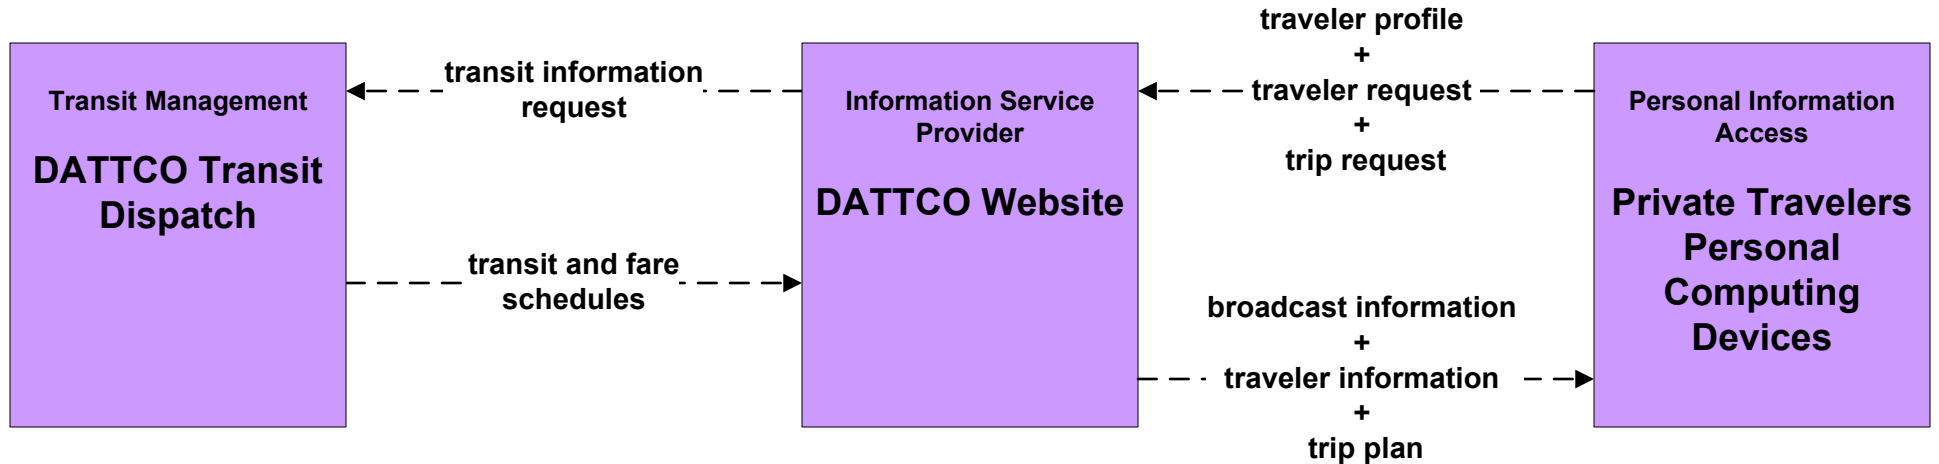 Transit Management
DATTCO Transit
Dispatch
transit information
request
transit and fare
schedules
Information Service
Provider
DATTCO Website
traveler profile
+
traveler request
+
trip request
broadcast information
+
traveler information
+
trip plan
Personal Information
Access
Private Travelers
Personal
Computing
Devices